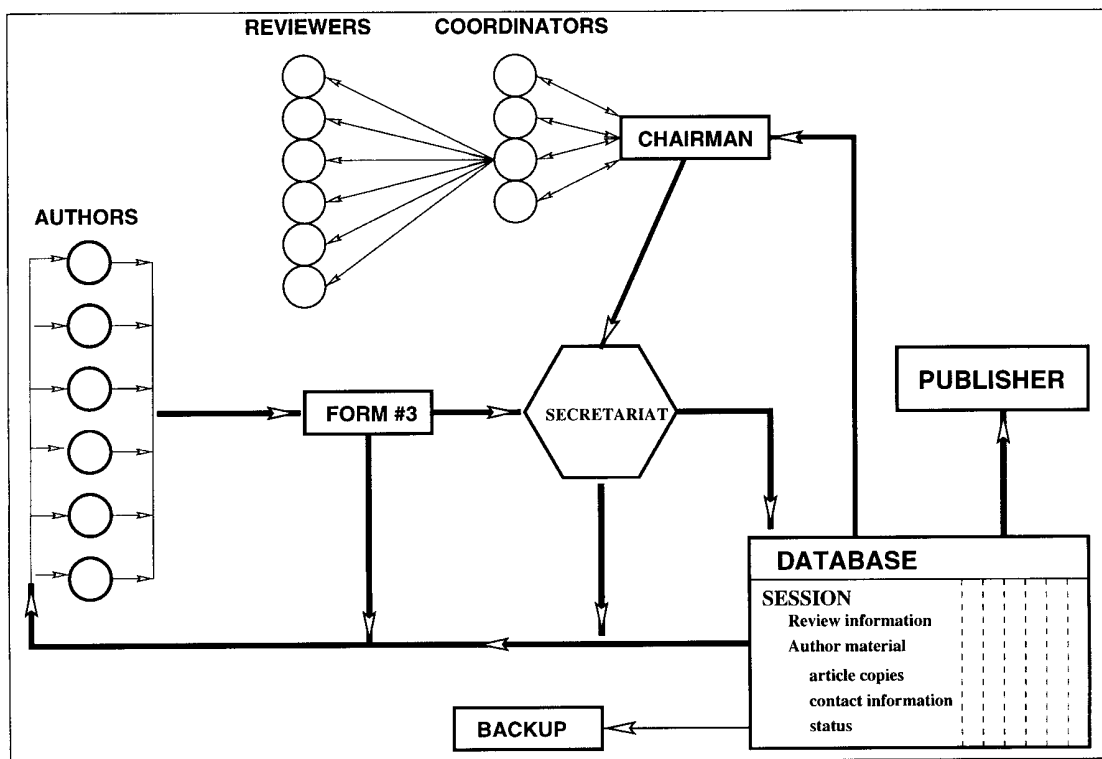 REVIEWERS
COORDINATORS
CHAIRMAN
AUTHORS
PUBLISHER
FORM #3
SECRETARIAT
DATABASE
SESSION
Review information
Author material
article copies
contact information
status
BACKUP